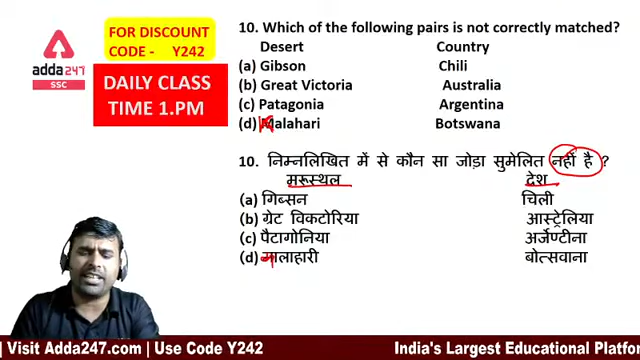 FOR DISCOUNT
CODE - Y242
adda247
SSC
DAILY CLASS
TIME 1.PM
10. Which of the following pairs is not correctly matched?
Desert Country
(a) Gibson Chili
(b) Great Victoria Australia
(c) Patagonia Argentina
(d) Malahari Botswana
10. निम्नलिखित में से कौन सा जोड़ा सुमेलित नहीं है ?
मरूस्थल देश
(a) गिब्सन चिली
(b) ग्रेट विक्टोरिया आस्ट्रेलिया
(c) पैटागोनिया अर्जेण्टीना
(d) मालाहारी बोत्सवाना
| Visit Adda247.com | Use Code Y242 India's Largest Educational Platfo